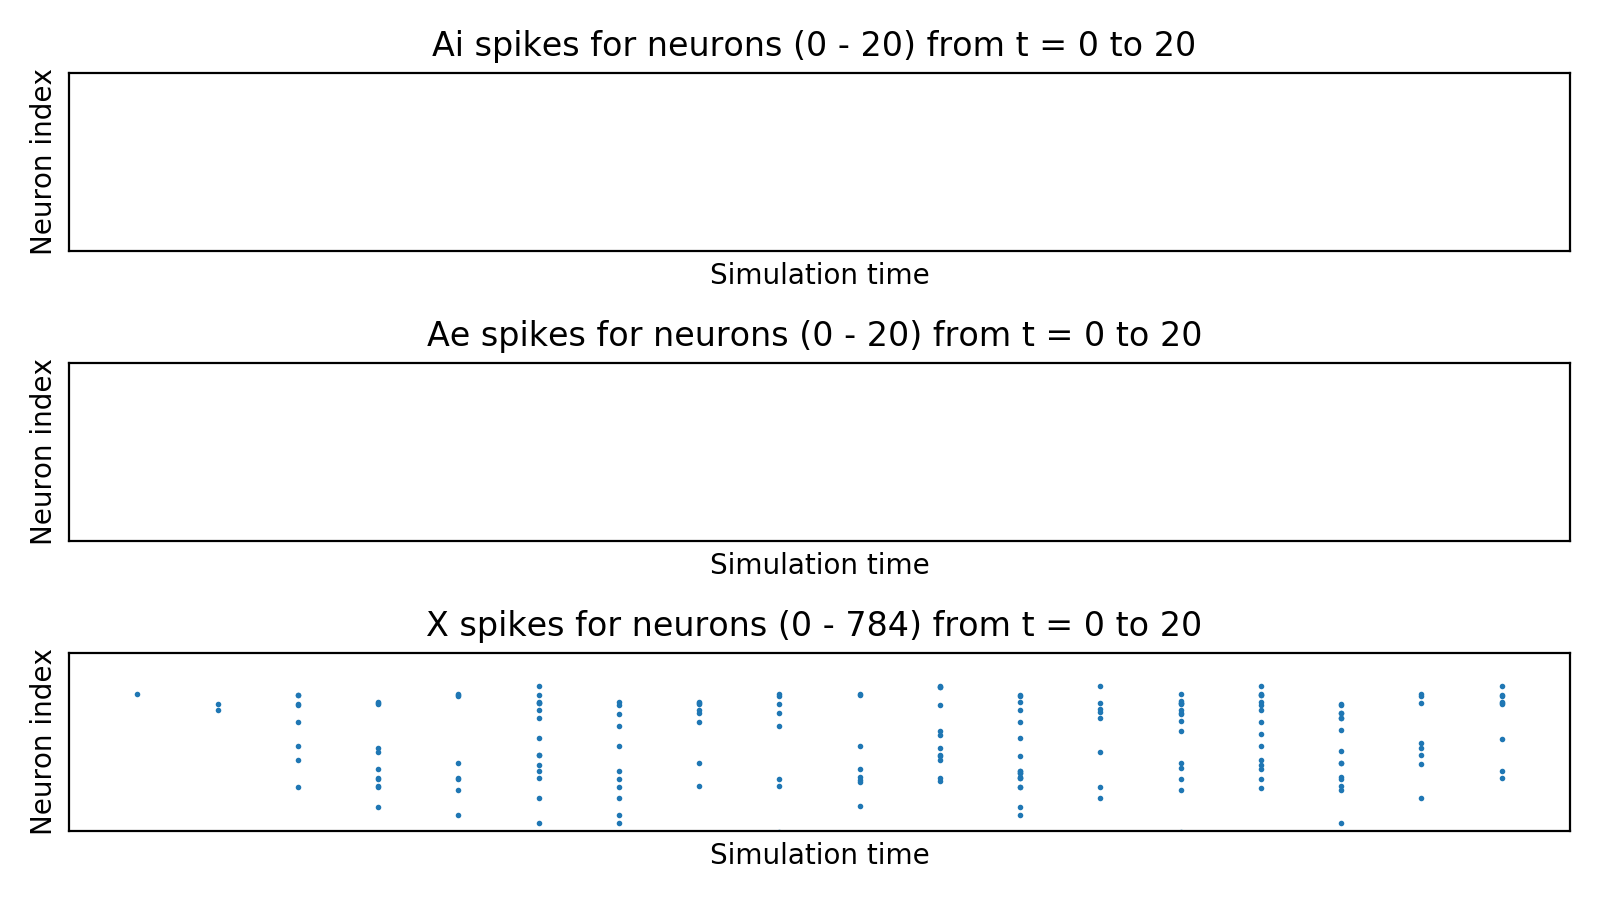 Ai spikes for neurons (0 - 20) from t = 0 to 20
Neuron index
Simulation time
Ae spikes for neurons (0 - 20) from t = 0 to 20
Neuron index
Simulation time
X spikes for neurons (0 - 784) from t = 0 to 20
Neuron index
Simulation time